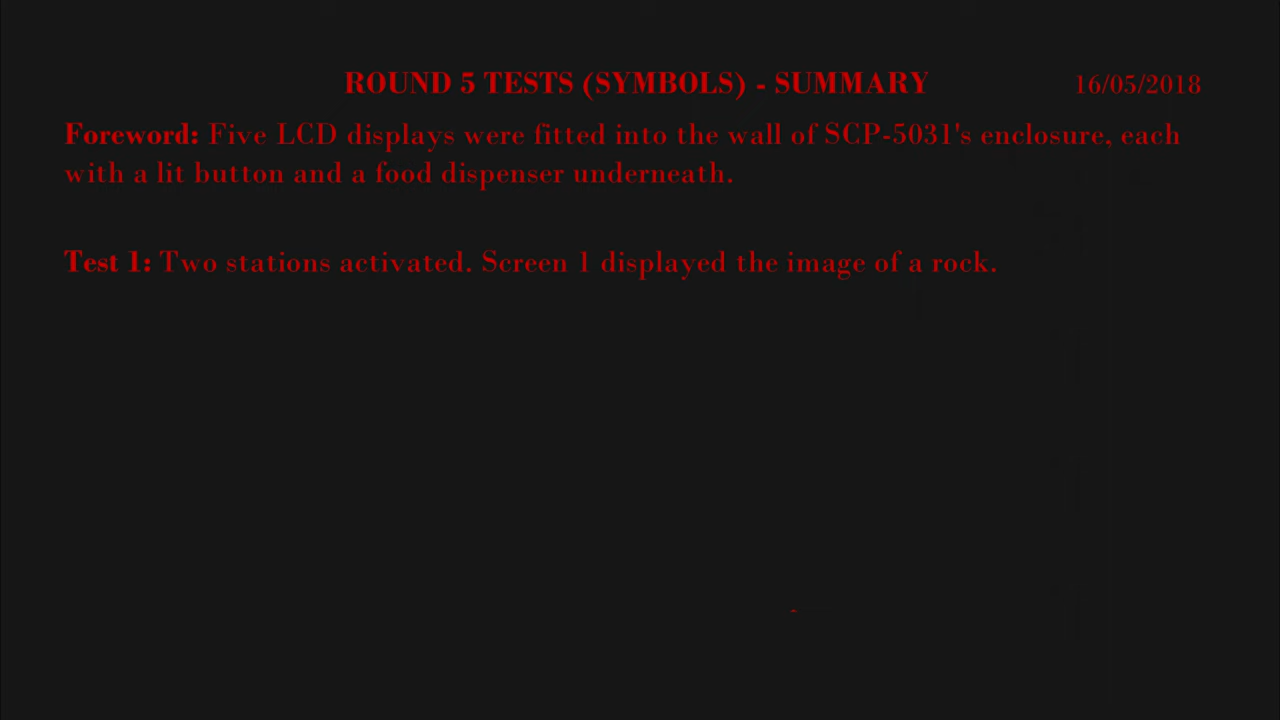 ROUND 5 TESTS (SYMBOLS) - SUMMARY 16/05/2018
Foreword: Five LCD displays were fitted into the wall of SCP-5031's enclosure, each
with a lit button and a food dispenser underneath.
Test 1: Two stations activated. Screen 1 displayed the image of a rock.